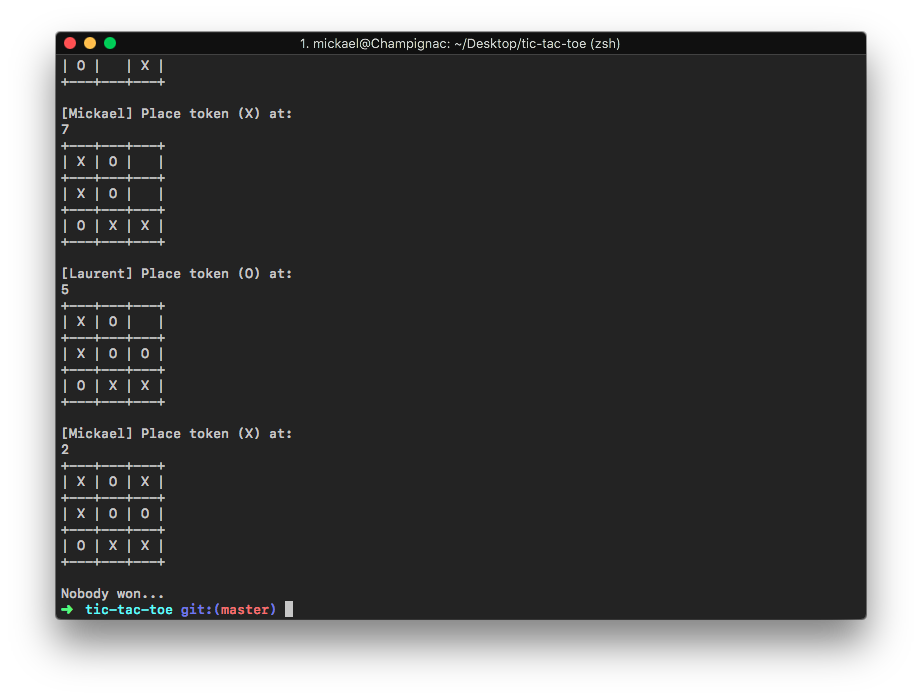 1. mickael@Champignac: ~/Desktop/tic-tac-toe (zsh)
| O |   | X |
+———+———+———+
[Mickael] Place token (X) at:
7
+———+———+———+
| X | O |   |
+———+———+———+
| X | O |   |
+———+———+———+
| O | X | X |
+———+———+———+
[Laurent] Place token (O) at:
5
+———+———+———+
| X | O |   |
+———+———+———+
| X | O | O |
+———+———+———+
| O | X | X |
+———+———+———+
[Mickael] Place token (X) at:
2
+———+———+———+
| X | O | X |
+———+———+———+
| X | O | O |
+———+———+———+
| O | X | X |
+———+———+———+
Nobody won...
➜ tic-tac-toe git:(master)